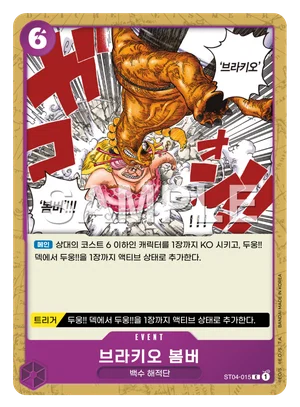 6
'브라키오
'봄버'!!!
SAMPLE
메인 상대의 코스트 6 이하인 캐릭터를 1장까지 KO 시키고, 두웅!!
덱에서 두웅!!을 1장까지 액티브 상태로 추가한다.
트리거 두웅!! 덱에서 두웅!!을 1장까지 액티브 상태로 추가한다.
EVENT
브라키오 봄버
백수 해적단
ST04-015 C 1